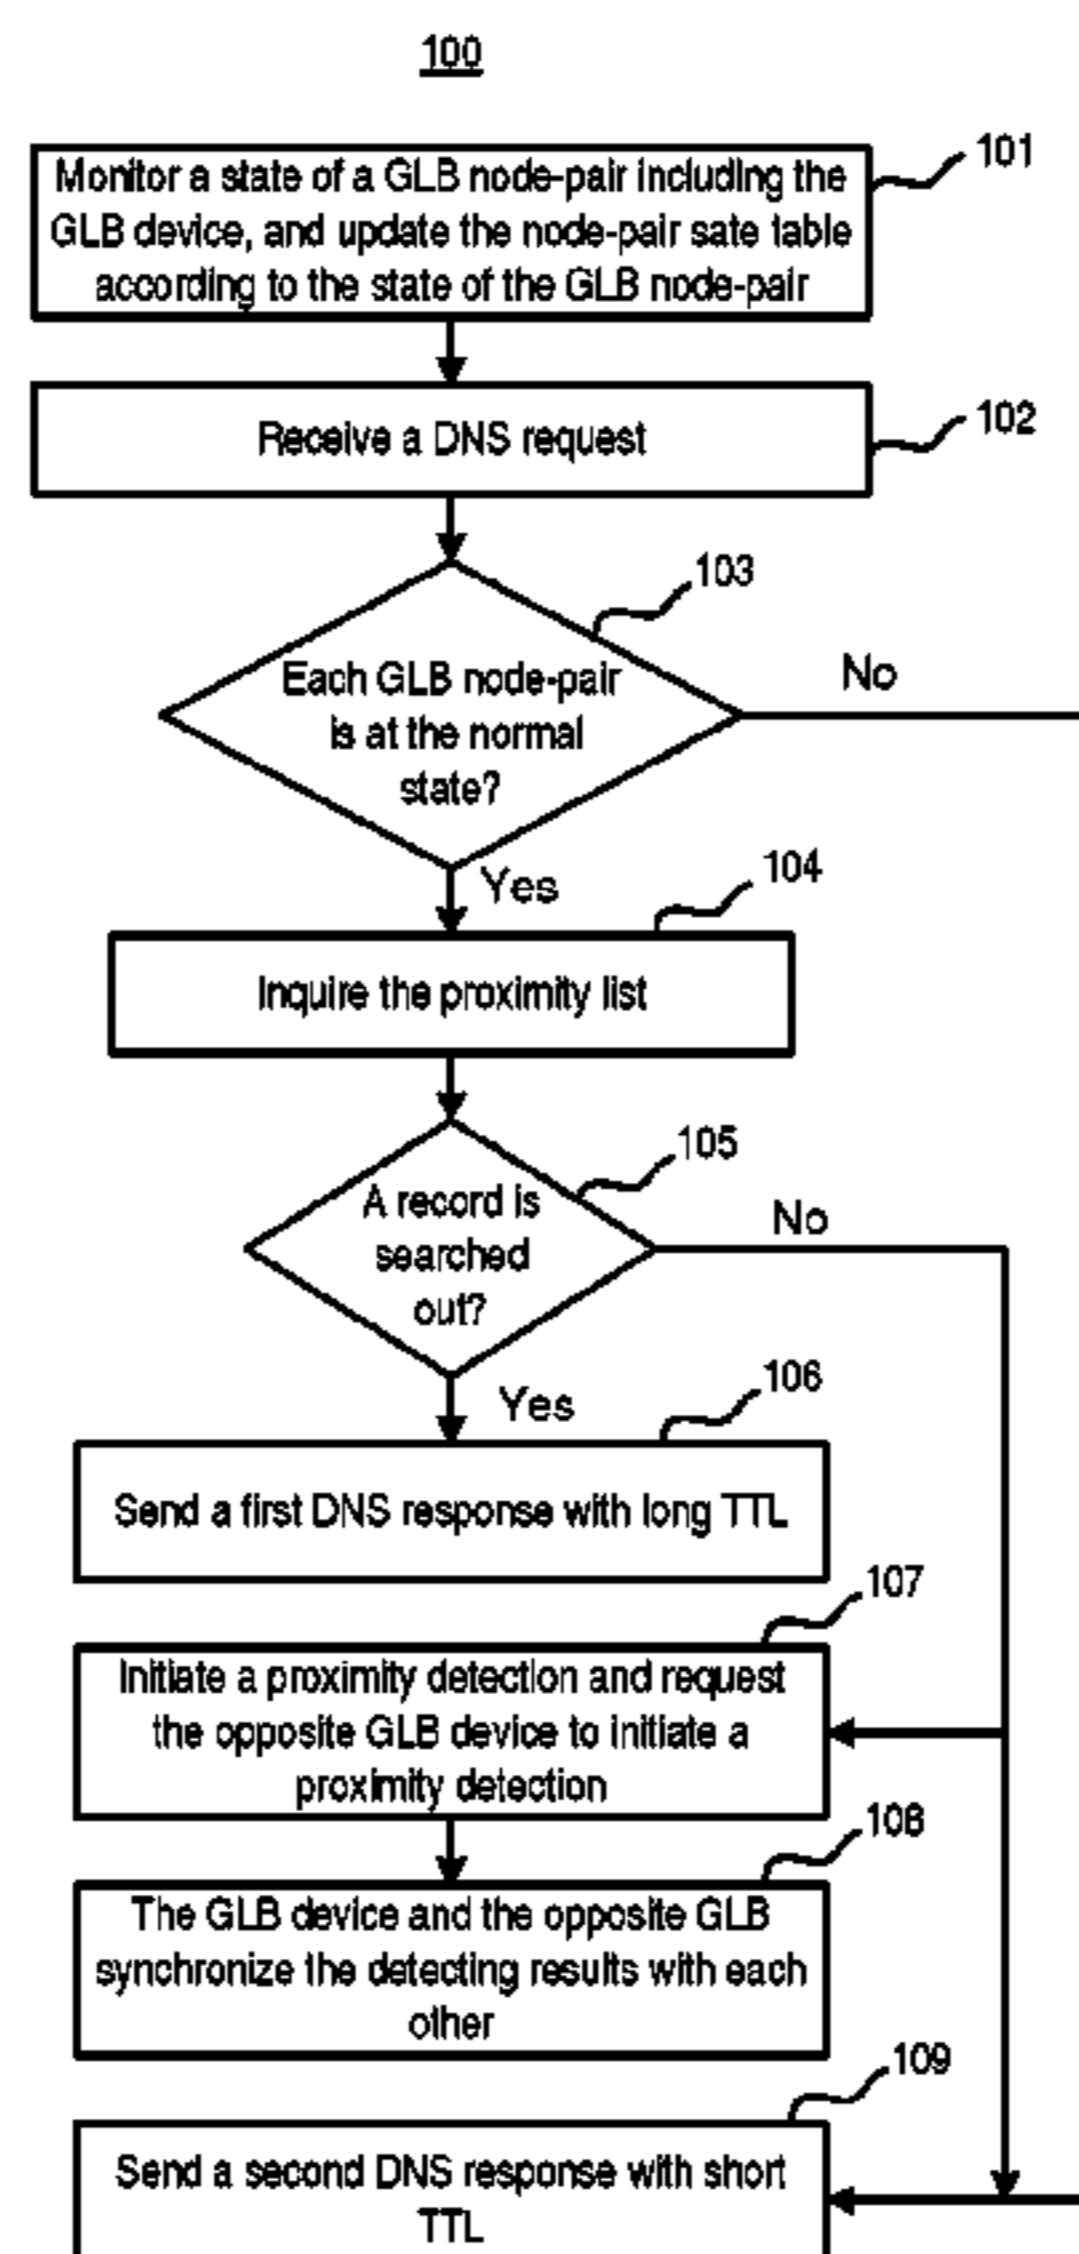 100
101
Monitor a state of a GLB node-pair including the
GLB device, and update the node-pair sate table
according to the state of the GLB node-pair
102
Receive a DNS request
103
Each GLB node-pair
is at the normal
state?
No
Yes
104
Inquire the proximity list
105
A record is
searched
out?
No
Yes
106
Send a first DNS response with long TTL
107
Initiate a proximity detection and request
the opposite GLB device to initiate a
proximity detection
108
The GLB device and the opposite GLB
synchronize the detecting results with each
other
109
Send a second DNS response with short
TTL